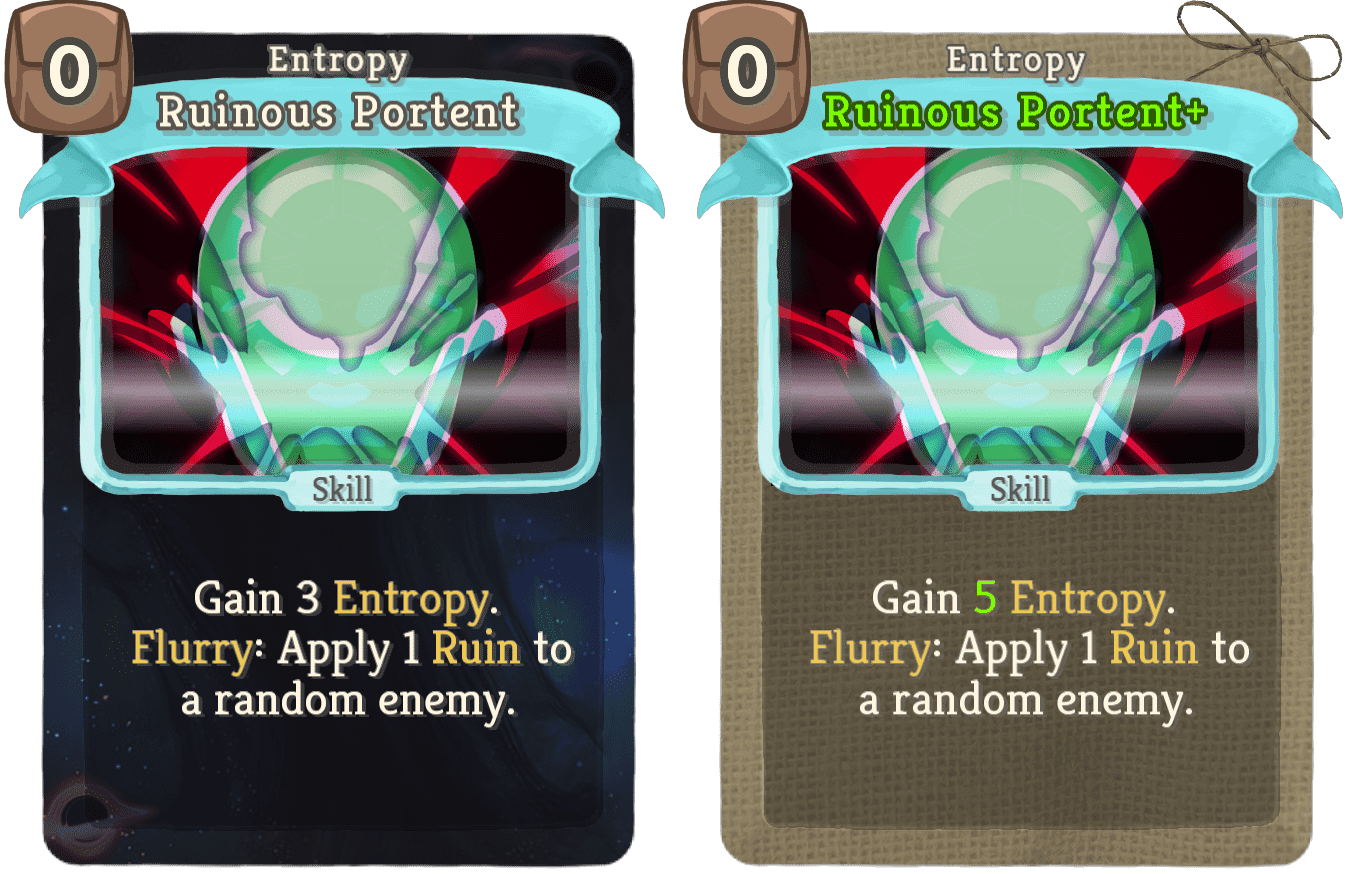 0
Entropy
Ruinous Portent
Skill
Gain 3 Entropy.
Flurry: Apply 1 Ruin to
a random enemy.
0
Entropy
Ruinous Portent+
Skill
Gain 5 Entropy.
Flurry: Apply 1 Ruin to
a random enemy.